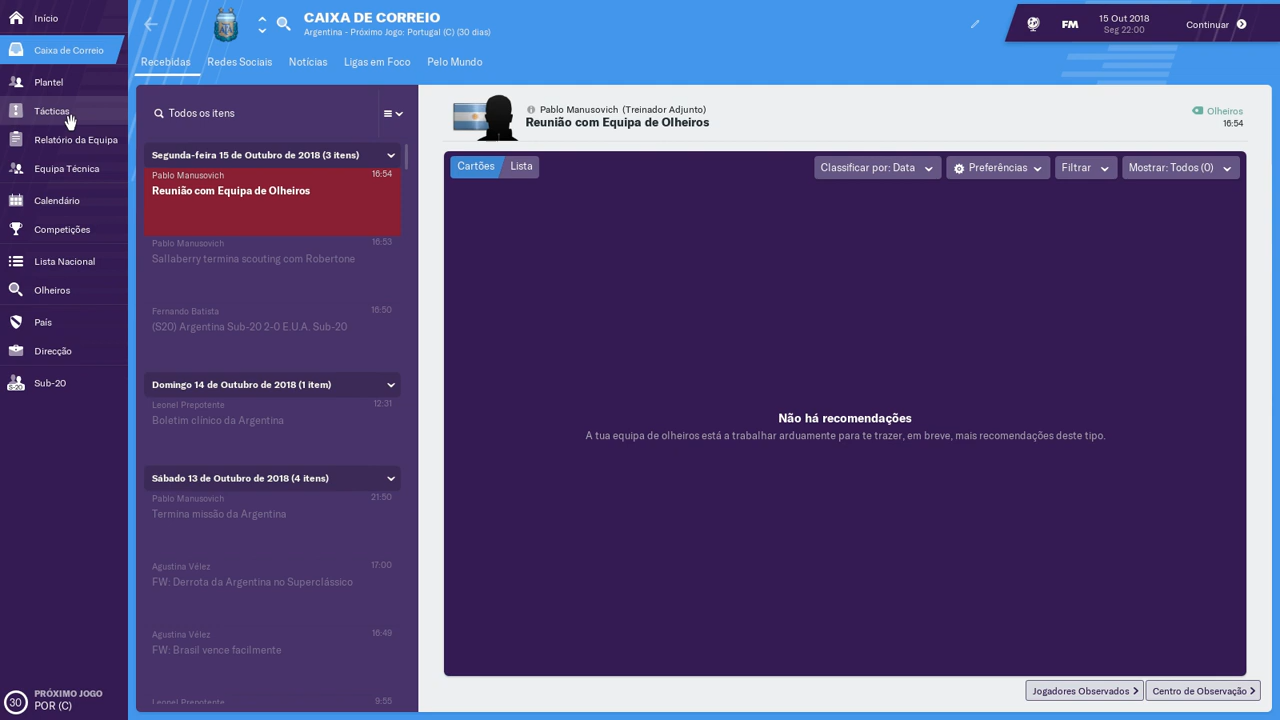 Início
Caixa de Correio
Plantel
Tácticas
Relatório da Equipa
Equipa Técnica
Calendário
Competições
Lista Nacional
Olheiros
País
Direcção
Sub-20
30
PRÓXIMO JOGO
POR (C)
CAIXA DE CORREIO
Argentina - Próximo Jogo: Portugal (C) (30 dias)
FM
15 Out 2018
Seg 22:00
Continuar
Recebidas Redes Sociais Notícias Ligas em Foco Pelo Mundo
Todos os itens
Segunda-feira 15 de Outubro de 2018 (3 itens)
Pablo Manusovich 16:54
Reunião com Equipa de Olheiros
Pablo Manusovich 16:53
Sallaberry termina scouting com Robertone
Fernando Batista 16:50
(S20) Argentina Sub-20 2-0 E.U.A. Sub-20
Domingo 14 de Outubro de 2018 (1 item)
Leonel Prepotente 12:31
Boletim clínico da Argentina
Sábado 13 de Outubro de 2018 (4 itens)
Pablo Manusovich 21:50
Termina missão da Argentina
Agustina Vélez 17:00
FW: Derrota da Argentina no Superclássico
Agustina Vélez 16:49
FW: Brasil vence facilmente
Leonel Prepotente 9:55
Pablo Manusovich (Treinador Adjunto)
Reunião com Equipa de Olheiros
Olheiros
16:54
Cartões Lista
Classificar por: Data Preferências Filtrar Mostrar: Todos (0)
Não há recomendações
A tua equipa de olheiros está a trabalhar arduamente para te trazer, em breve, mais recomendações deste tipo.
Jogadores Observados Centro de Observação